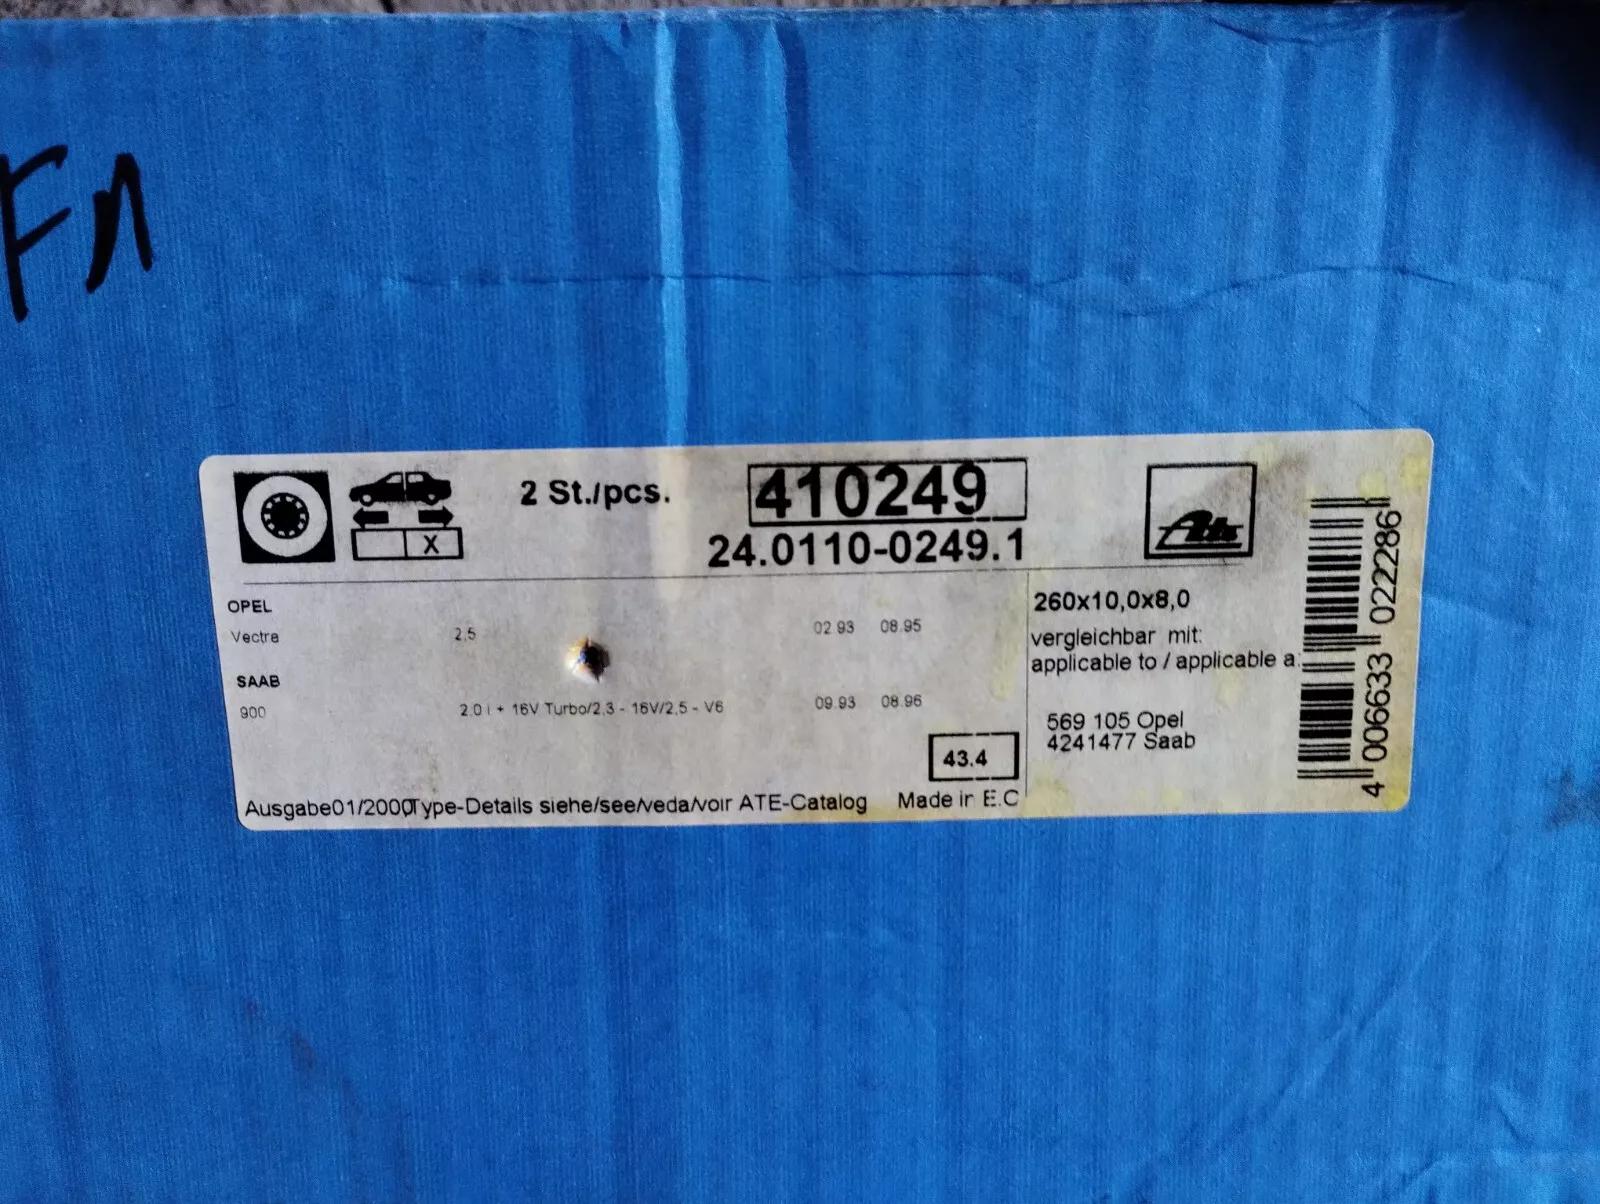 Fл
X
2 St./pcs.
410249
24.0110-0249.1
Ate
OPEL
Vectra 2,5 02.93 08.95
SAAB
900 2.0 i + 16V Turbo/2,3 - 16V/2,5 - V6 09.93 08.96
43.4
Ausgabe01/2000Type-Details siehe/see/veda/voir ATE-Catalog Made in E.C
260x10,0x8,0
vergleichbar mit:
applicable to / applicable a:
569 105 Opel
4241477 Saab
4 006633 022286